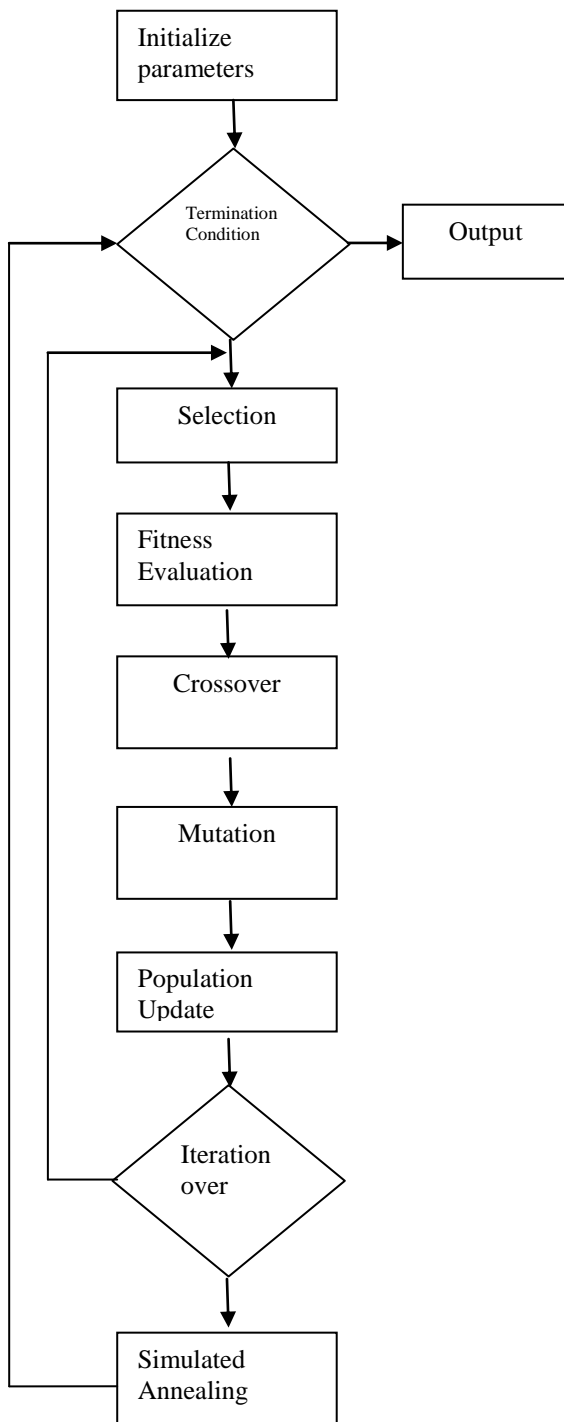 Initialize
parameters
Termination
Condition
Output
Selection
Fitness
Evaluation
Crossover
Mutation
Population
Update
Iteration
over
Simulated
Annealing